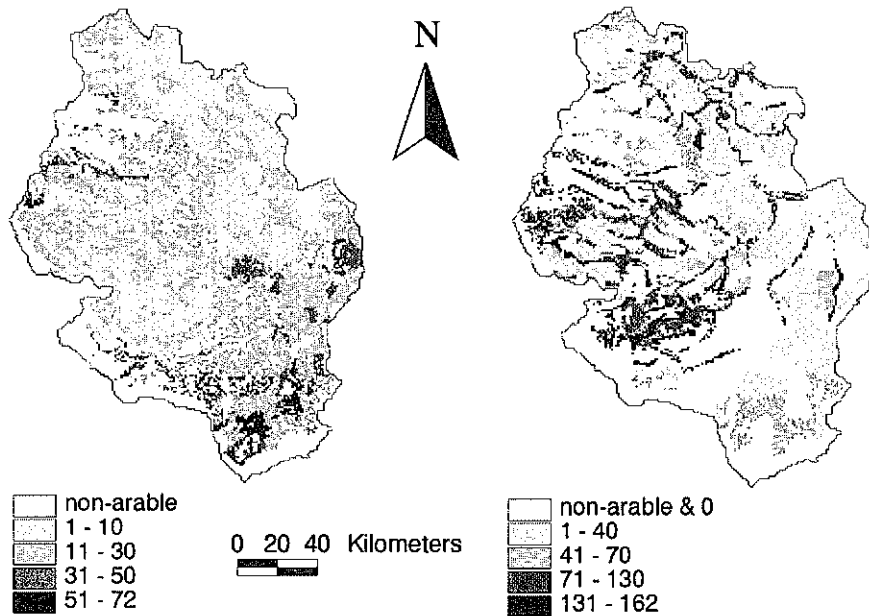 N
non-arable
1 - 10
11 - 30
31 - 50
51 - 72
0 20 40 Kilometers
non-arable & 0
1 - 40
41 - 70
71 - 130
131 - 162